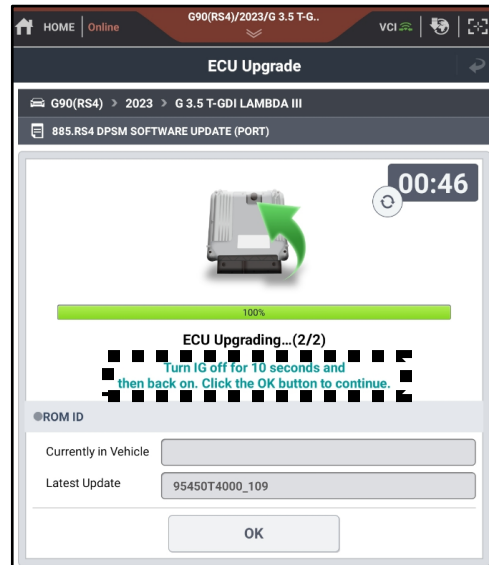 HOME Online
G90(RS4)/2023/G 3.5 T-G..
VCI
ECU Upgrade
G90(RS4) > 2023 > G 3.5 T-GDI LAMBDA III
885.RS4 DPSM SOFTWARE UPDATE (PORT)
00:46
100%
ECU Upgrading...(2/2)
Turn IG off for 10 seconds and
then back on. Click the OK button to continue.
ROM ID
Currently in Vehicle
Latest Update 95450T4000_109
OK